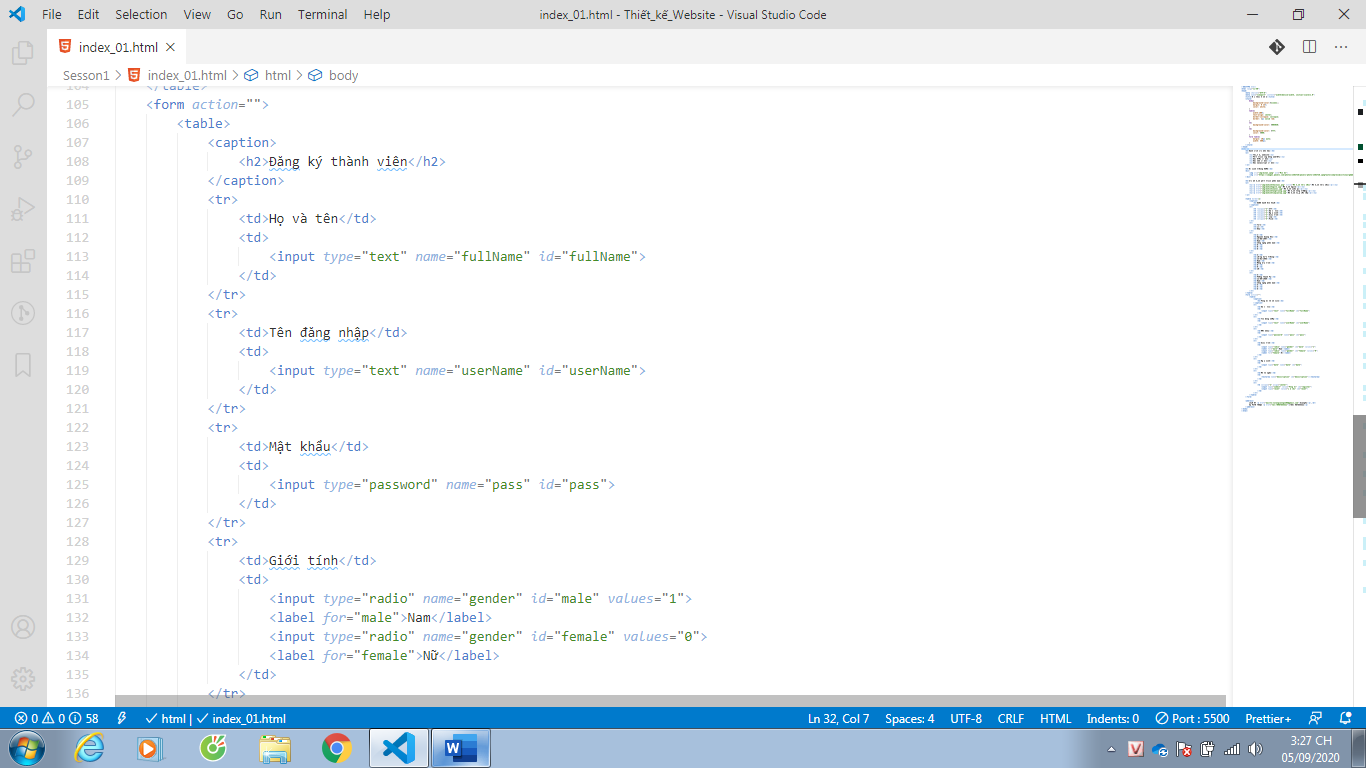 File Edit Selection View Go Run Terminal Help index_01.html - Thiết_kế_Website - Visual Studio Code
index_01.html
Sesson1 > index_01.html > html > body
104 </table>
105 <form action="">
106 <table>
107 <caption>
108 <h2>Đăng ký thành viên</h2>
109 </caption>
110 <tr>
111 <td>Họ và tên</td>
112 <td>
113 <input type="text" name="fullName" id="fullName">
114 </td>
115 </tr>
116 <tr>
117 <td>Tên đăng nhập</td>
118 <td>
119 <input type="text" name="userName" id="userName">
120 </td>
121 </tr>
122 <tr>
123 <td>Mật khẩu</td>
124 <td>
125 <input type="password" name="pass" id="pass">
126 </td>
127 </tr>
128 <tr>
129 <td>Giới tính</td>
130 <td>
131 <input type="radio" name="gender" id="male" values="1">
132 <label for="male">Nam</label>
133 <input type="radio" name="gender" id="female" values="0">
134 <label for="female">Nữ</label>
135 </td>
136 </tr>
0 0 58 html | index_01.html Ln 32, Col 7 Spaces: 4 UTF-8 CRLF HTML Indents: 0 Port : 5500 Prettier+
3:27 CH
05/09/2020